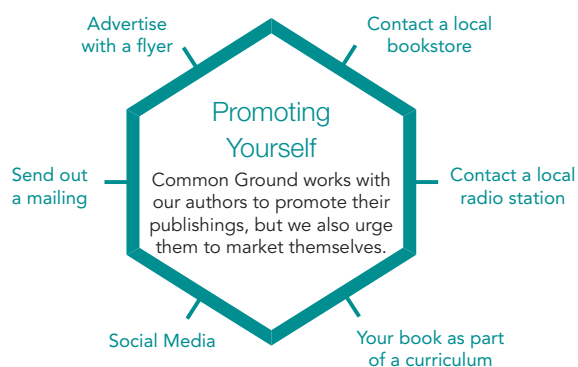 Advertise
with a flyer
Contact a local
bookstore
Promoting
Yourself
Common Ground works with
our authors to promote their
publishings, but we also urge
them to market themselves.
Send out
a mailing
Contact a local
radio station
Social Media
Your book as part
of a curriculum